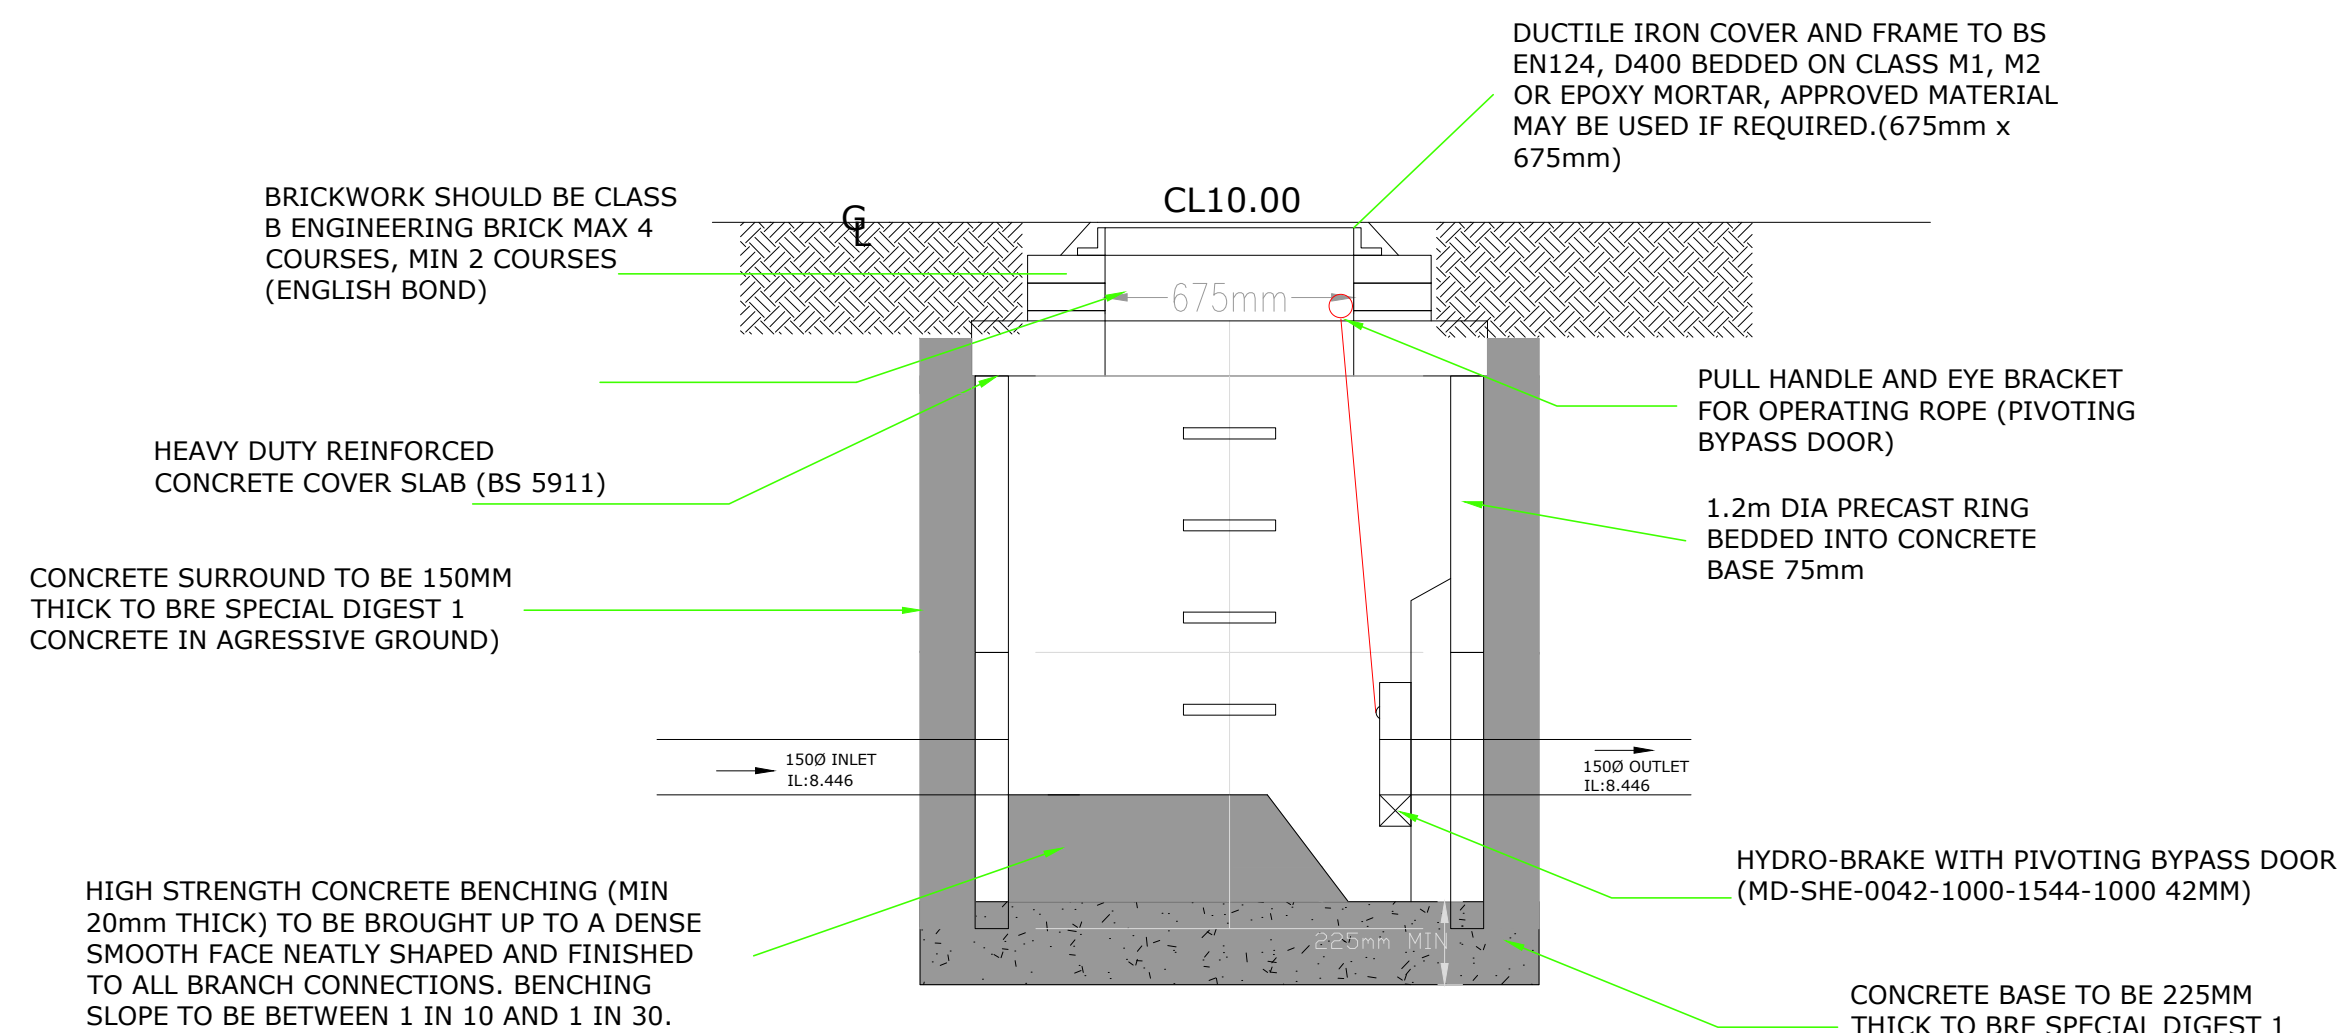 DUCTILE IRON COVER AND FRAME TO BS
EN124, D400 BEDDED ON CLASS M1, M2
OR EPOXY MORTAR, APPROVED MATERIAL
MAY BE USED IF REQUIRED.(675mm x
675mm)
BRICKWORK SHOULD BE CLASS
B ENGINEERING BRICK MAX 4
COURSES, MIN 2 COURSES
(ENGLISH BOND)
CL10.00
G
L
675mm
PULL HANDLE AND EYE BRACKET
FOR OPERATING ROPE (PIVOTING
BYPASS DOOR)
HEAVY DUTY REINFORCED
CONCRETE COVER SLAB (BS 5911)
1.2m DIA PRECAST RING
BEDDED INTO CONCRETE
BASE 75mm
CONCRETE SURROUND TO BE 150MM
THICK TO BRE SPECIAL DIGEST 1
CONCRETE IN AGRESSIVE GROUND)
150Ø INLET
IL:8.446
150Ø OUTLET
IL:8.446
HYDRO-BRAKE WITH PIVOTING BYPASS DOOR
(MD-SHE-0042-1000-1544-1000 42MM)
HIGH STRENGTH CONCRETE BENCHING (MIN
20mm THICK) TO BE BROUGHT UP TO A DENSE
SMOOTH FACE NEATLY SHAPED AND FINISHED
TO ALL BRANCH CONNECTIONS. BENCHING
SLOPE TO BE BETWEEN 1 IN 10 AND 1 IN 30.
225mm MIN
CONCRETE BASE TO BE 225MM
THICK TO BRE SPECIAL DIGEST 1